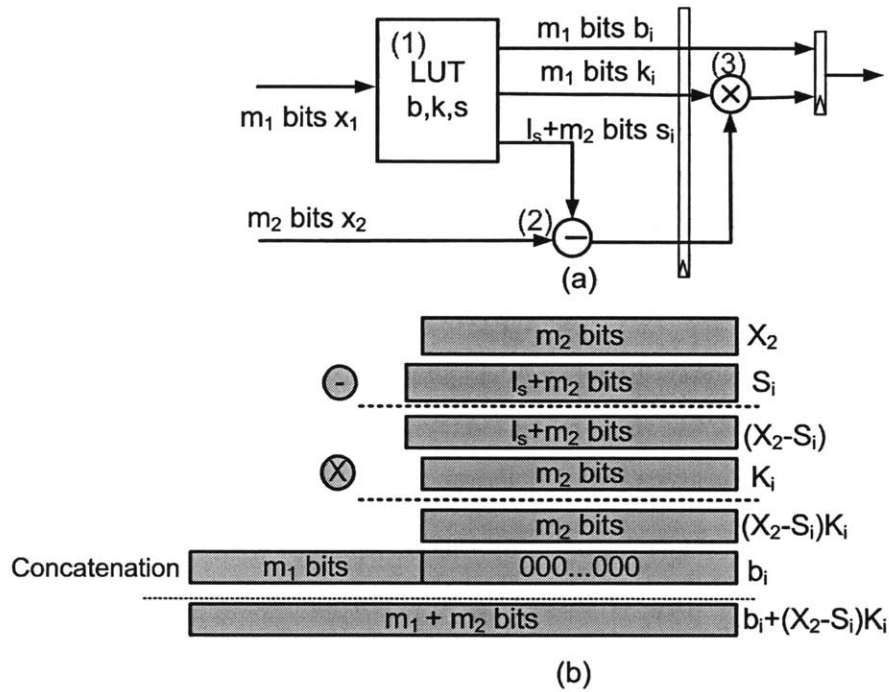 (1)
LUT
b,k,s
m₁ bits bᵢ
m₁ bits kᵢ
(3)
×
m₁ bits x₁
lₛ+m₂ bits sᵢ
m₂ bits x₂
(2)
−
(a)
m₂ bits X₂
- lₛ+m₂ bits Sᵢ
lₛ+m₂ bits (X₂-Sᵢ)
X m₂ bits Kᵢ
m₂ bits (X₂-Sᵢ)Kᵢ
Concatenation m₁ bits 000...000 bᵢ
m₁ + m₂ bits bᵢ+(X₂-Sᵢ)Kᵢ
(b)